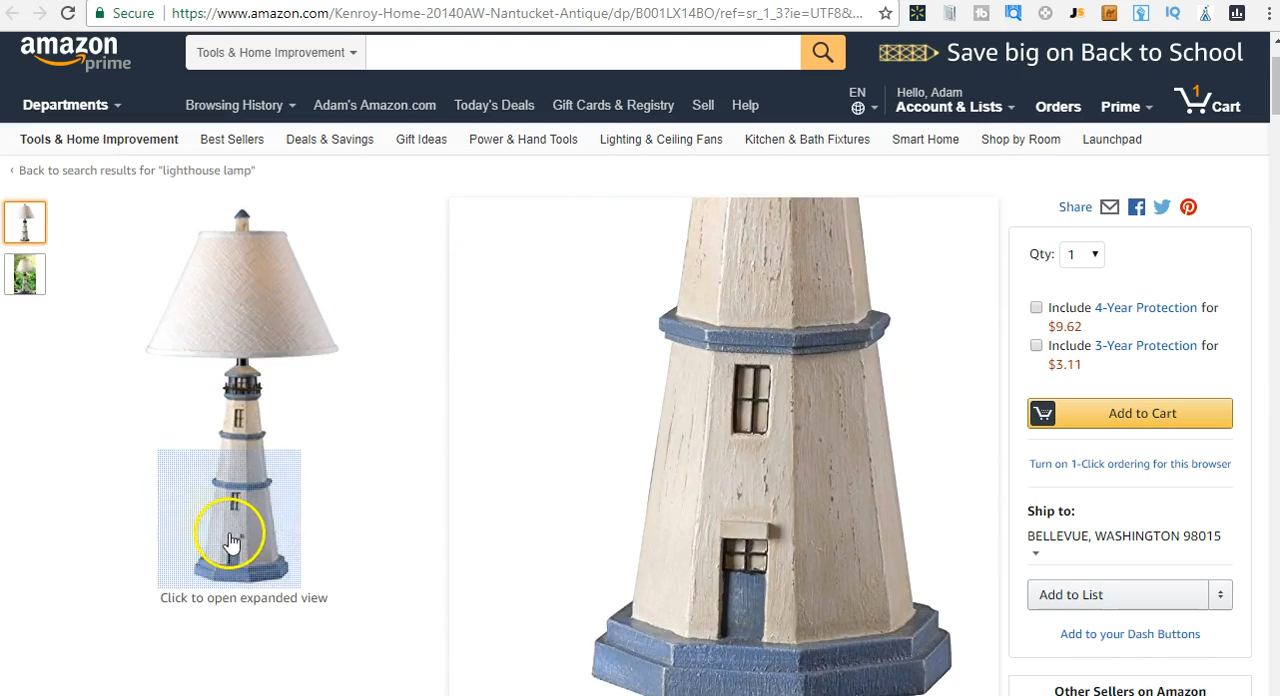 Secure https://www.amazon.com/Kenroy-Home-20140AW-Nantucket-Antique/dp/B001LX14BO/ref=sr_1_3?ie=UTF8&...
amazon prime
Tools & Home Improvement
Save big on Back to School
Departments
Browsing History Adam's Amazon.com Today's Deals Gift Cards & Registry Sell Help
EN
Hello, Adam
Account & Lists
Orders
Prime
1
Cart
Tools & Home Improvement Best Sellers Deals & Savings Gift Ideas Power & Hand Tools Lighting & Ceiling Fans Kitchen & Bath Fixtures Smart Home Shop by Room Launchpad
‹ Back to search results for "lighthouse lamp"
Share
Qty: 1
Include 4-Year Protection for
$9.62
Include 3-Year Protection for
$3.11
Add to Cart
Turn on 1-Click ordering for this browser
Ship to:
BELLEVUE, WASHINGTON 98015
Add to List
Add to your Dash Buttons
Click to open expanded view
Other Sellers on Amazon